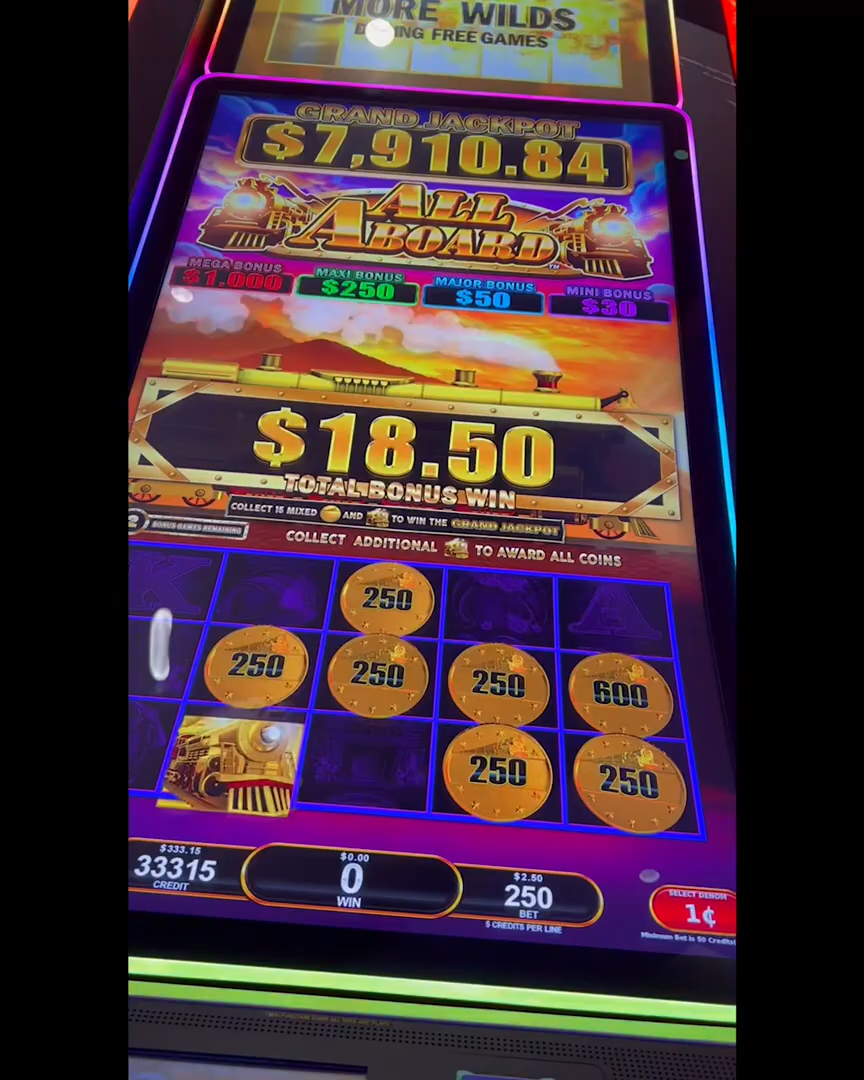 MORE WILDS
DURING FREE GAMES
GRAND JACKPOT
$7,910.84
ALL ABOARD™
MEGA BONUS MAXI BONUS MAJOR BONUS MINI BONUS
$1,000 $250 $50 $30
$18.50
TOTAL BONUS WIN
COLLECT 15 MIXED AND TO WIN THE GRAND JACKPOT
2 BONUS GAMES REMAINING
COLLECT ADDITIONAL TO AWARD ALL COINS
K 250 A
250 250 250 600
250 250
$333.15 $0.00 $2.50
33315 0 250
CREDIT WIN BET
5 CREDITS PER LINE
SELECT DENOM
1¢
Minimum Bet is 50 Credits